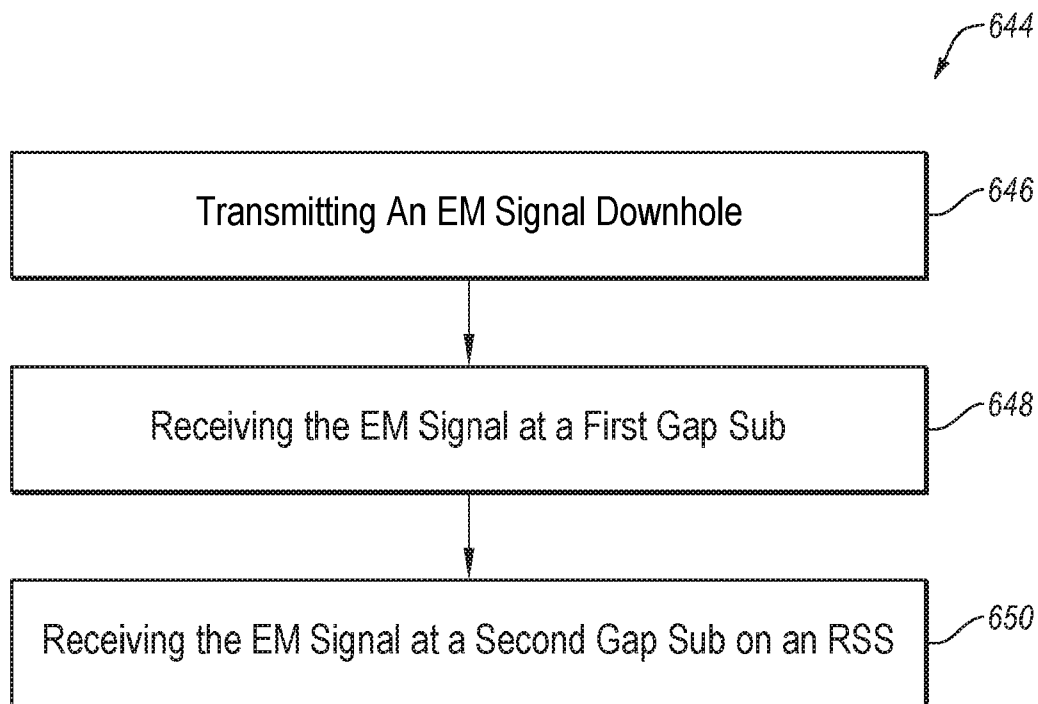 644
Transmitting An EM Signal Downhole
646
Receiving the EM Signal at a First Gap Sub
648
Receiving the EM Signal at a Second Gap Sub on an RSS
650